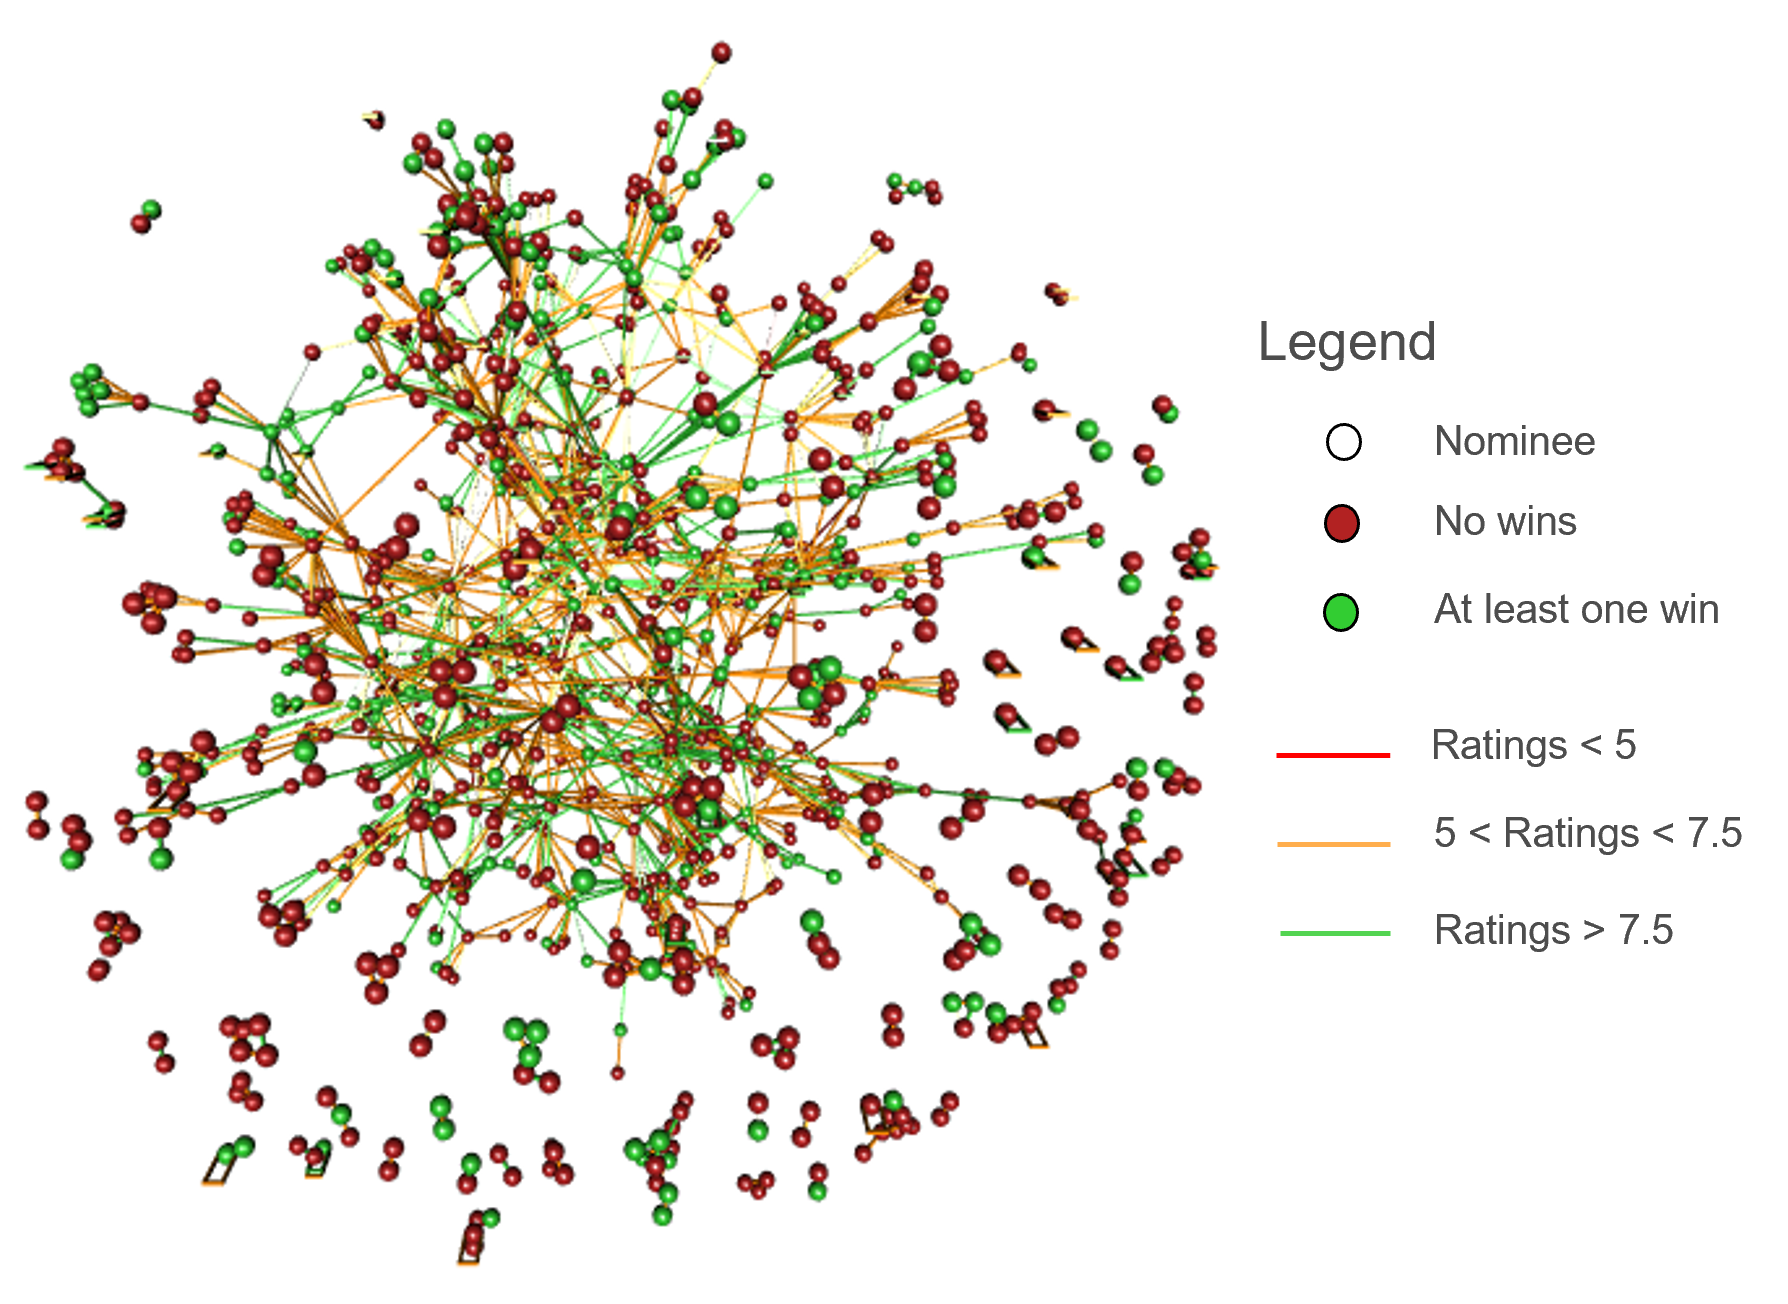 Legend
Nominee
No wins
At least one win
Ratings < 5
5 < Ratings < 7.5
Ratings > 7.5